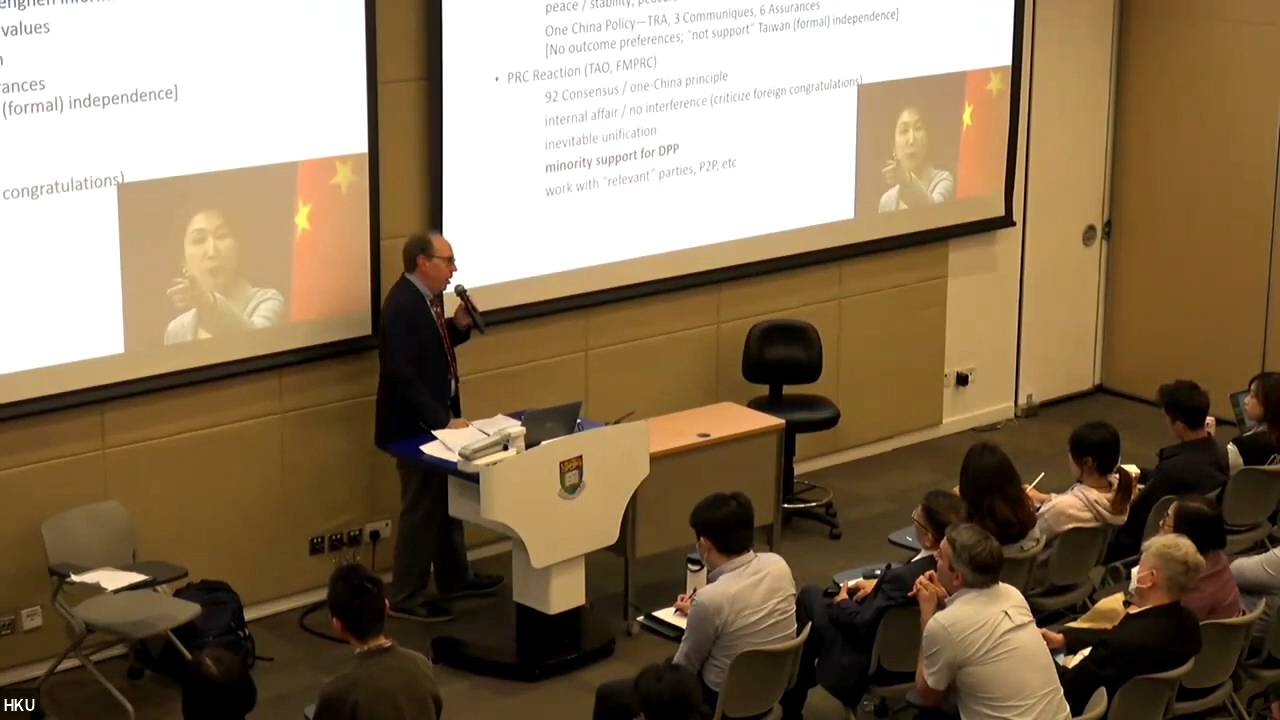 values
ances
(formal) independence]
congratulations)
peace / stability,
One China Policy—TRA, 3 Communiques, 6 Assurances
[No outcome preferences; "not support" Taiwan (formal) independence]
• PRC Reaction (TAO, FMPRC)
92 Consensus / one-China principle
internal affair / no interference (criticize foreign congratulations)
inevitable unification
minority support for DPP
work with "relevant" parties, P2P, etc
HKU